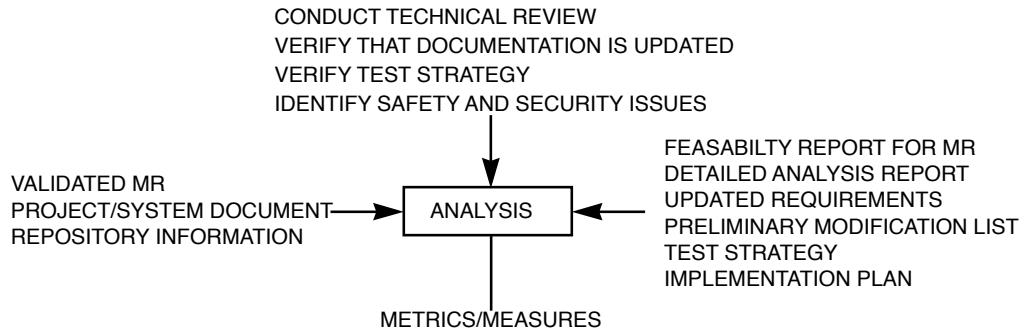 CONDUCT TECHNICAL REVIEW
VERIFY THAT DOCUMENTATION IS UPDATED
VERIFY TEST STRATEGY
IDENTIFY SAFETY AND SECURITY ISSUES
VALIDATED MR
PROJECT/SYSTEM DOCUMENT
REPOSITORY INFORMATION
ANALYSIS
FEASABILTY REPORT FOR MR
DETAILED ANALYSIS REPORT
UPDATED REQUIREMENTS
PRELIMINARY MODIFICATION LIST
TEST STRATEGY
IMPLEMENTATION PLAN
METRICS/MEASURES